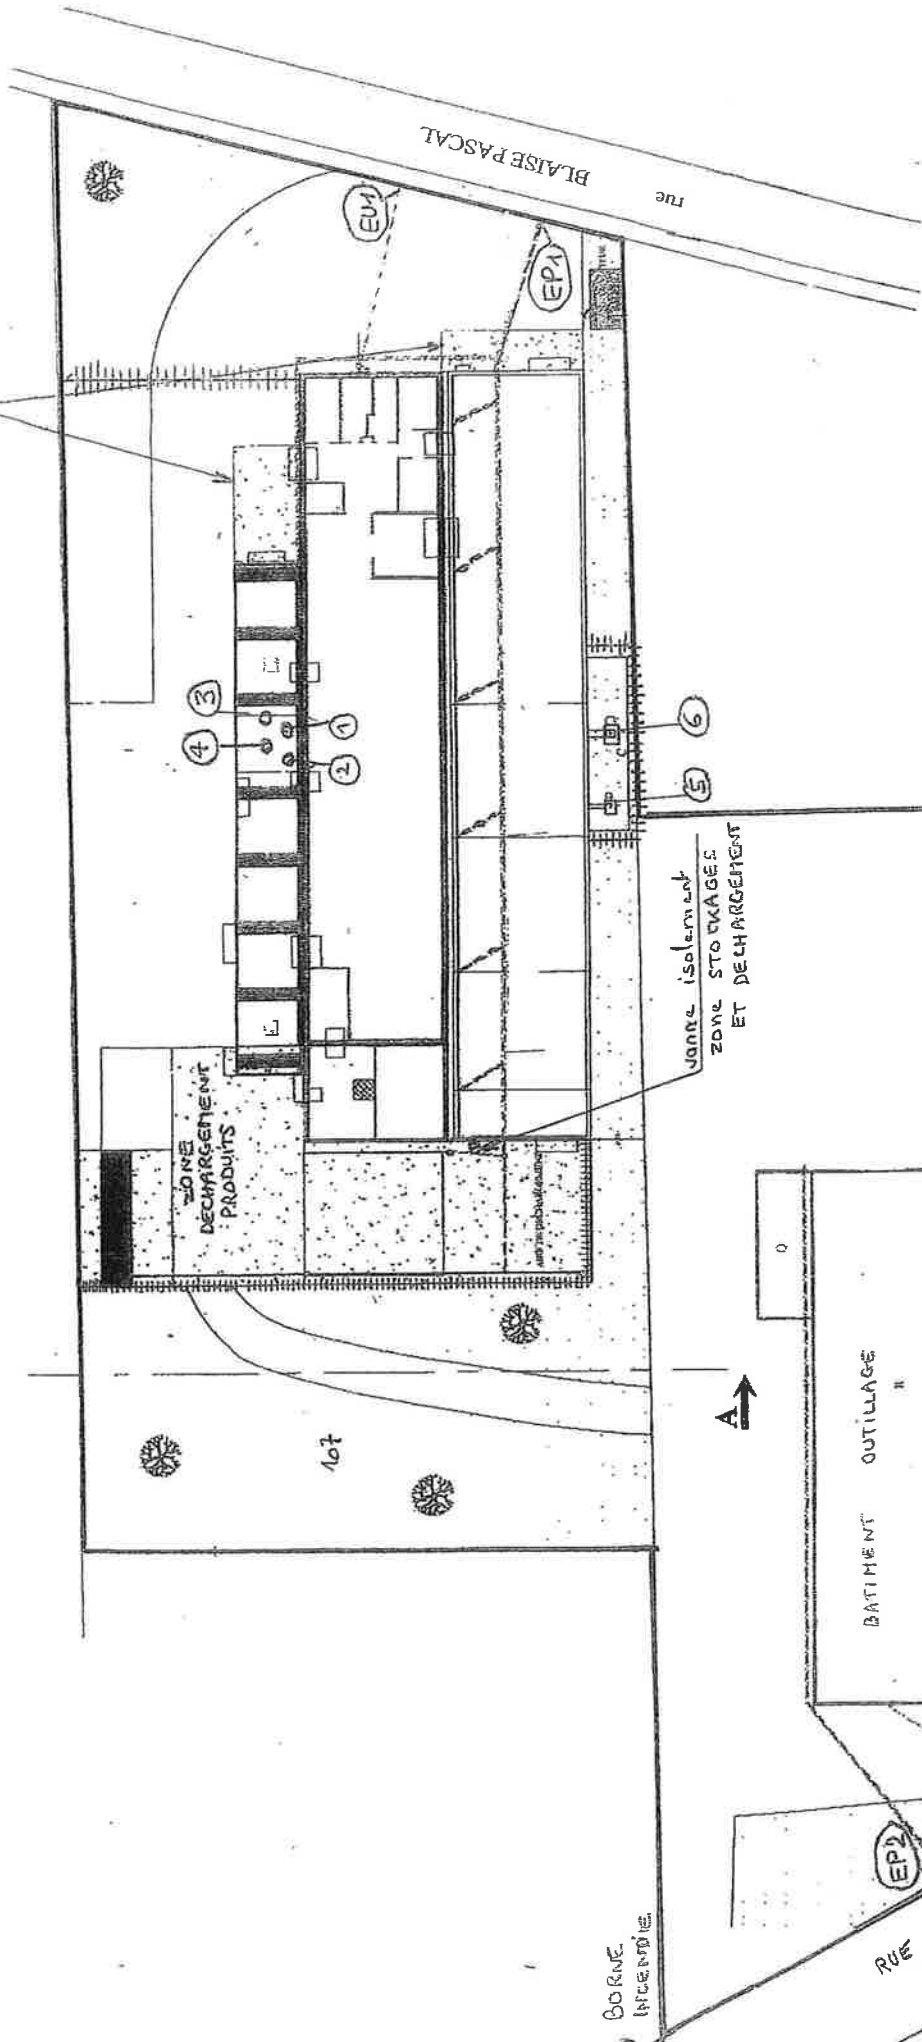 rue
BLAISE PASCAL
EU1
EP1
3
4
1
2
6
5
vanne isolement
zone STOCKAGES
ET DECHARGEMENT
ZONE
DECHARGEMENT
PRODUITS
107
A
BATIMENT OUTILLAGE
EP2
BORNE
INCENDIE
RUE